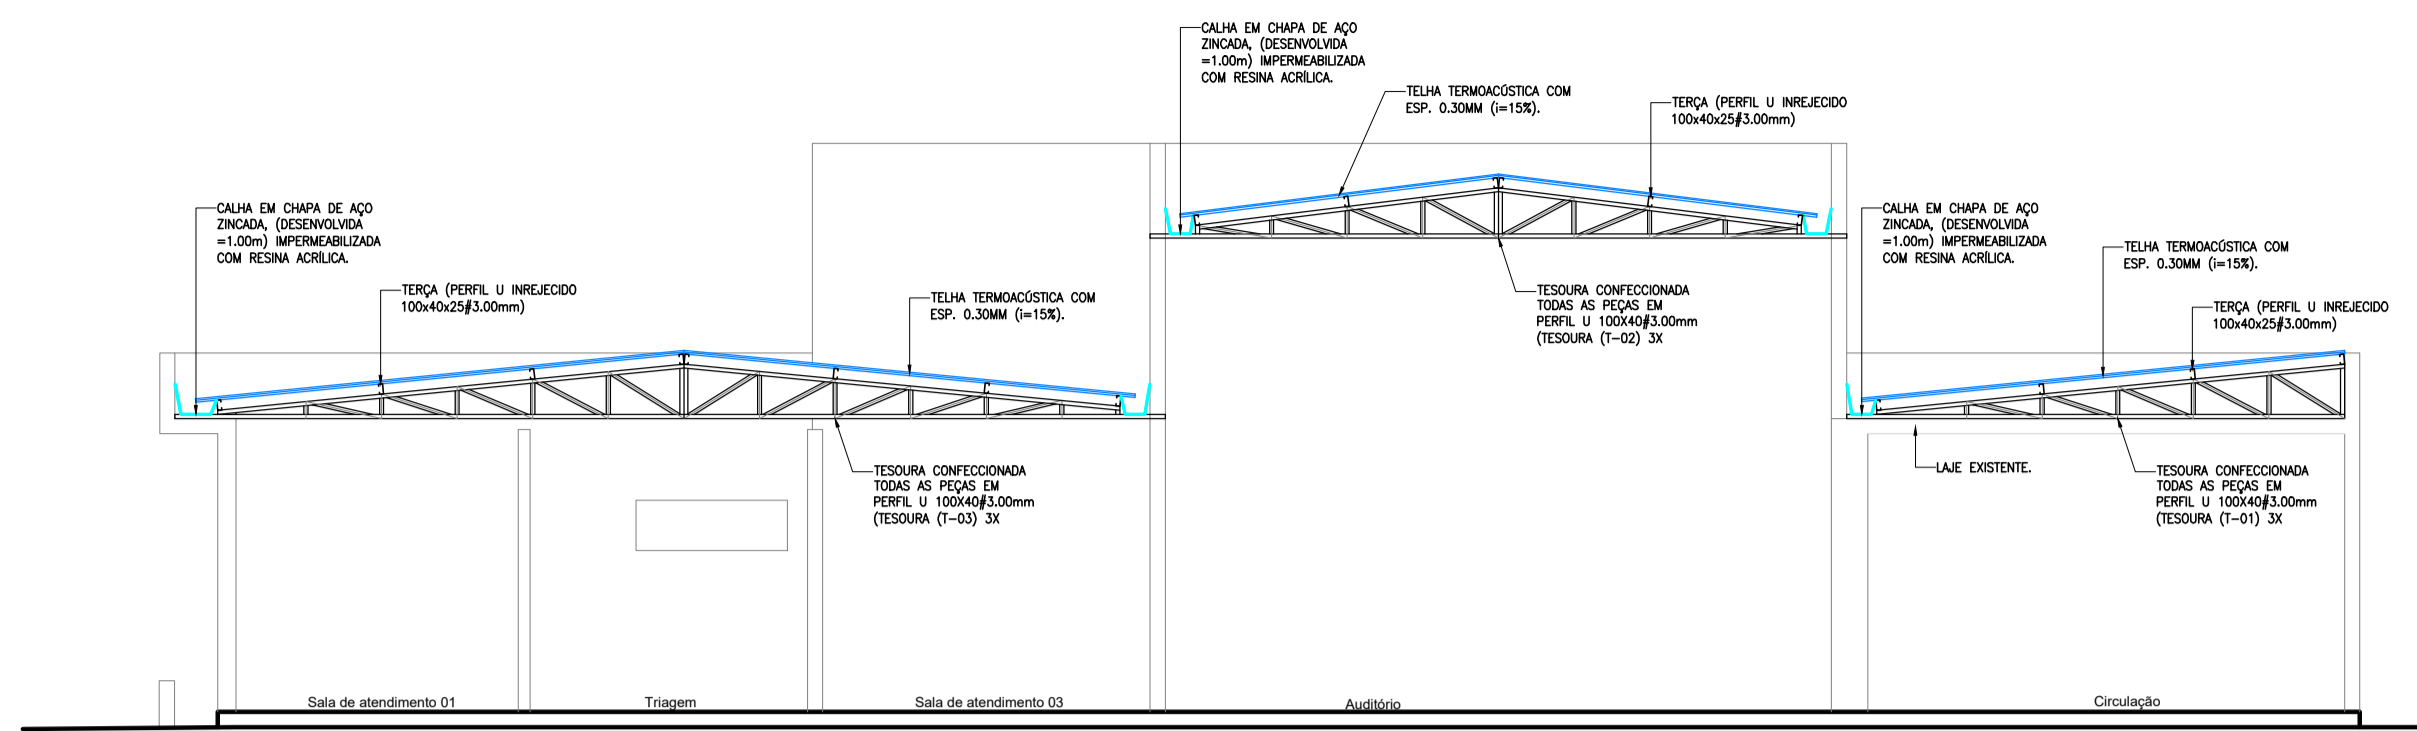 CALHA EM CHAPA DE AÇO
ZINCADA, (DESENVOLVIDA
=1.00m) IMPERMEABILIZADA
COM RESINA ACRÍLICA.
TELHA TERMOACÚSTICA COM
ESP. 0.30MM (i=15%).
TERÇA (PERFIL U INREJECIDO
100x40x25#3.00mm)
CALHA EM CHAPA DE AÇO
ZINCADA, (DESENVOLVIDA
=1.00m) IMPERMEABILIZADA
COM RESINA ACRÍLICA.
TERÇA (PERFIL U INREJECIDO
100x40x25#3.00mm)
TELHA TERMOACÚSTICA COM
ESP. 0.30MM (i=15%).
TESOURA CONFECCIONADA
TODAS AS PEÇAS EM
PERFIL U 100X40#3.00mm
(TESOURA (T-02) 3X
CALHA EM CHAPA DE AÇO
ZINCADA, (DESENVOLVIDA
=1.00m) IMPERMEABILIZADA
COM RESINA ACRÍLICA.
TELHA TERMOACÚSTICA COM
ESP. 0.30MM (i=15%).
TERÇA (PERFIL U INREJECIDO
100x40x25#3.00mm)
TESOURA CONFECCIONADA
TODAS AS PEÇAS EM
PERFIL U 100X40#3.00mm
(TESOURA (T-03) 3X
LAJE EXISTENTE.
TESOURA CONFECCIONADA
TODAS AS PEÇAS EM
PERFIL U 100X40#3.00mm
(TESOURA (T-01) 3X
Sala de atendimento 01
Triagem
Sala de atendimento 03
Auditório
Circulação